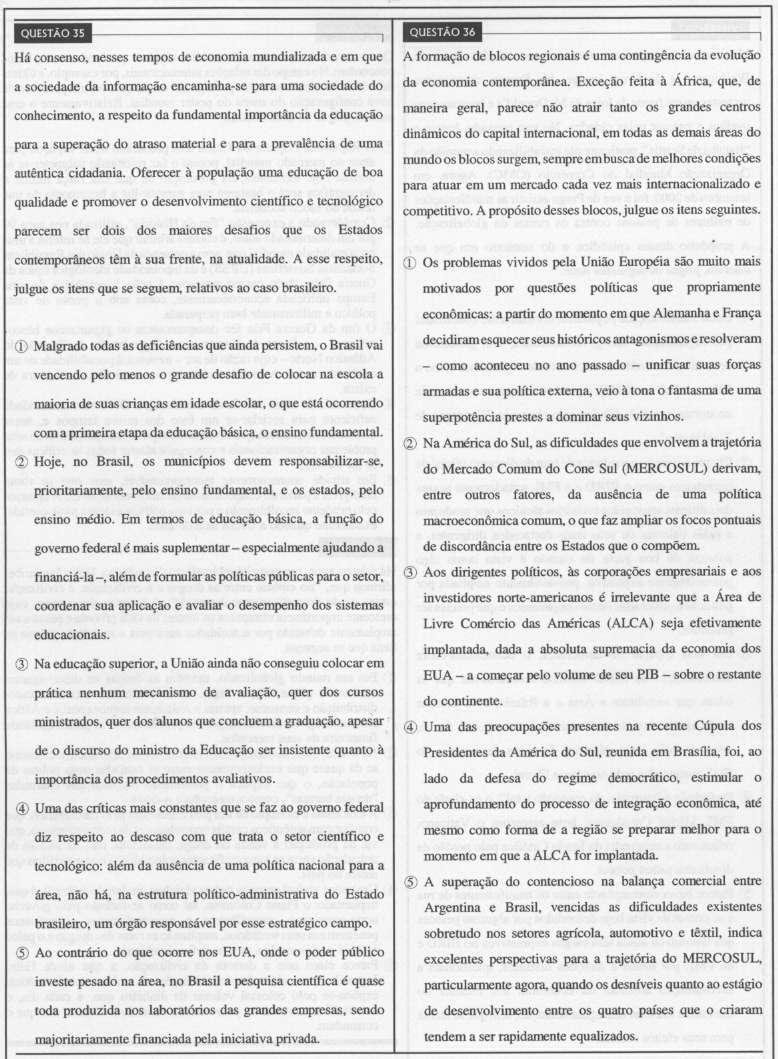 QUESTÃO 35
Há consenso, nesses tempos de economia mundializada e em que
a sociedade da informação encaminha-se para uma sociedade do
conhecimento, a respeito da fundamental importância da educação
para a superação do atraso material e para a prevalência de uma
autêntica cidadania. Oferecer à população uma educação de boa
qualidade e promover o desenvolvimento científico e tecnológico
parecem ser dois dos maiores desafios que os Estados
contemporâneos têm à sua frente, na atualidade. A esse respeito,
julgue os itens que se seguem, relativos ao caso brasileiro.
① Malgrado todas as deficiências que ainda persistem, o Brasil vai
vencendo pelo menos o grande desafio de colocar na escola a
maioria de suas crianças em idade escolar, o que está ocorrendo
com a primeira etapa da educação básica, o ensino fundamental.
② Hoje, no Brasil, os municípios devem responsabilizar-se,
prioritariamente, pelo ensino fundamental, e os estados, pelo
ensino médio. Em termos de educação básica, a função do
governo federal é mais suplementar – especialmente ajudando a
financiá-la –, além de formular as políticas públicas para o setor,
coordenar sua aplicação e avaliar o desempenho dos sistemas
educacionais.
③ Na educação superior, a União ainda não conseguiu colocar em
prática nenhum mecanismo de avaliação, quer dos cursos
ministrados, quer dos alunos que concluem a graduação, apesar
de o discurso do ministro da Educação ser insistente quanto à
importância dos procedimentos avaliativos.
④ Uma das críticas mais constantes que se faz ao governo federal
diz respeito ao descaso com que trata o setor científico e
tecnológico: além da ausência de uma política nacional para a
área, não há, na estrutura político-administrativa do Estado
brasileiro, um órgão responsável por esse estratégico campo.
⑤ Ao contrário do que ocorre nos EUA, onde o poder público
investe pesado na área, no Brasil a pesquisa científica é quase
toda produzida nos laboratórios das grandes empresas, sendo
majoritariamente financiada pela iniciativa privada.
QUESTÃO 36
A formação de blocos regionais é uma contingência da evolução
da economia contemporânea. Exceção feita à África, que, de
maneira geral, parece não atrair tanto os grandes centros
dinâmicos do capital internacional, em todas as demais áreas do
mundo os blocos surgem, sempre em busca de melhores condições
para atuar em um mercado cada vez mais internacionalizado e
competitivo. A propósito desses blocos, julgue os itens seguintes.
① Os problemas vividos pela União Européia são muito mais
motivados por questões políticas que propriamente
econômicas: a partir do momento em que Alemanha e França
decidiram esquecer seus históricos antagonismos e resolveram
– como aconteceu no ano passado – unificar suas forças
armadas e sua política externa, veio à tona o fantasma de uma
superpotência prestes a dominar seus vizinhos.
② Na América do Sul, as dificuldades que envolvem a trajetória
do Mercado Comum do Cone Sul (MERCOSUL) derivam,
entre outros fatores, da ausência de uma política
macroeconômica comum, o que faz ampliar os focos pontuais
de discordância entre os Estados que o compõem.
③ Aos dirigentes políticos, às corporações empresariais e aos
investidores norte-americanos é irrelevante que a Área de
Livre Comércio das Américas (ALCA) seja efetivamente
implantada, dada a absoluta supremacia da economia dos
EUA – a começar pelo volume de seu PIB – sobre o restante
do continente.
④ Uma das preocupações presentes na recente Cúpula dos
Presidentes da América do Sul, reunida em Brasília, foi, ao
lado da defesa do regime democrático, estimular o
aprofundamento do processo de integração econômica, até
mesmo como forma de a região se preparar melhor para o
momento em que a ALCA for implantada.
⑤ A superação do contencioso na balança comercial entre
Argentina e Brasil, vencidas as dificuldades existentes
sobretudo nos setores agrícola, automotivo e têxtil, indica
excelentes perspectivas para a trajetória do MERCOSUL,
particularmente agora, quando os desníveis quanto ao estágio
de desenvolvimento entre os quatro países que o criaram
tendem a ser rapidamente equalizados.